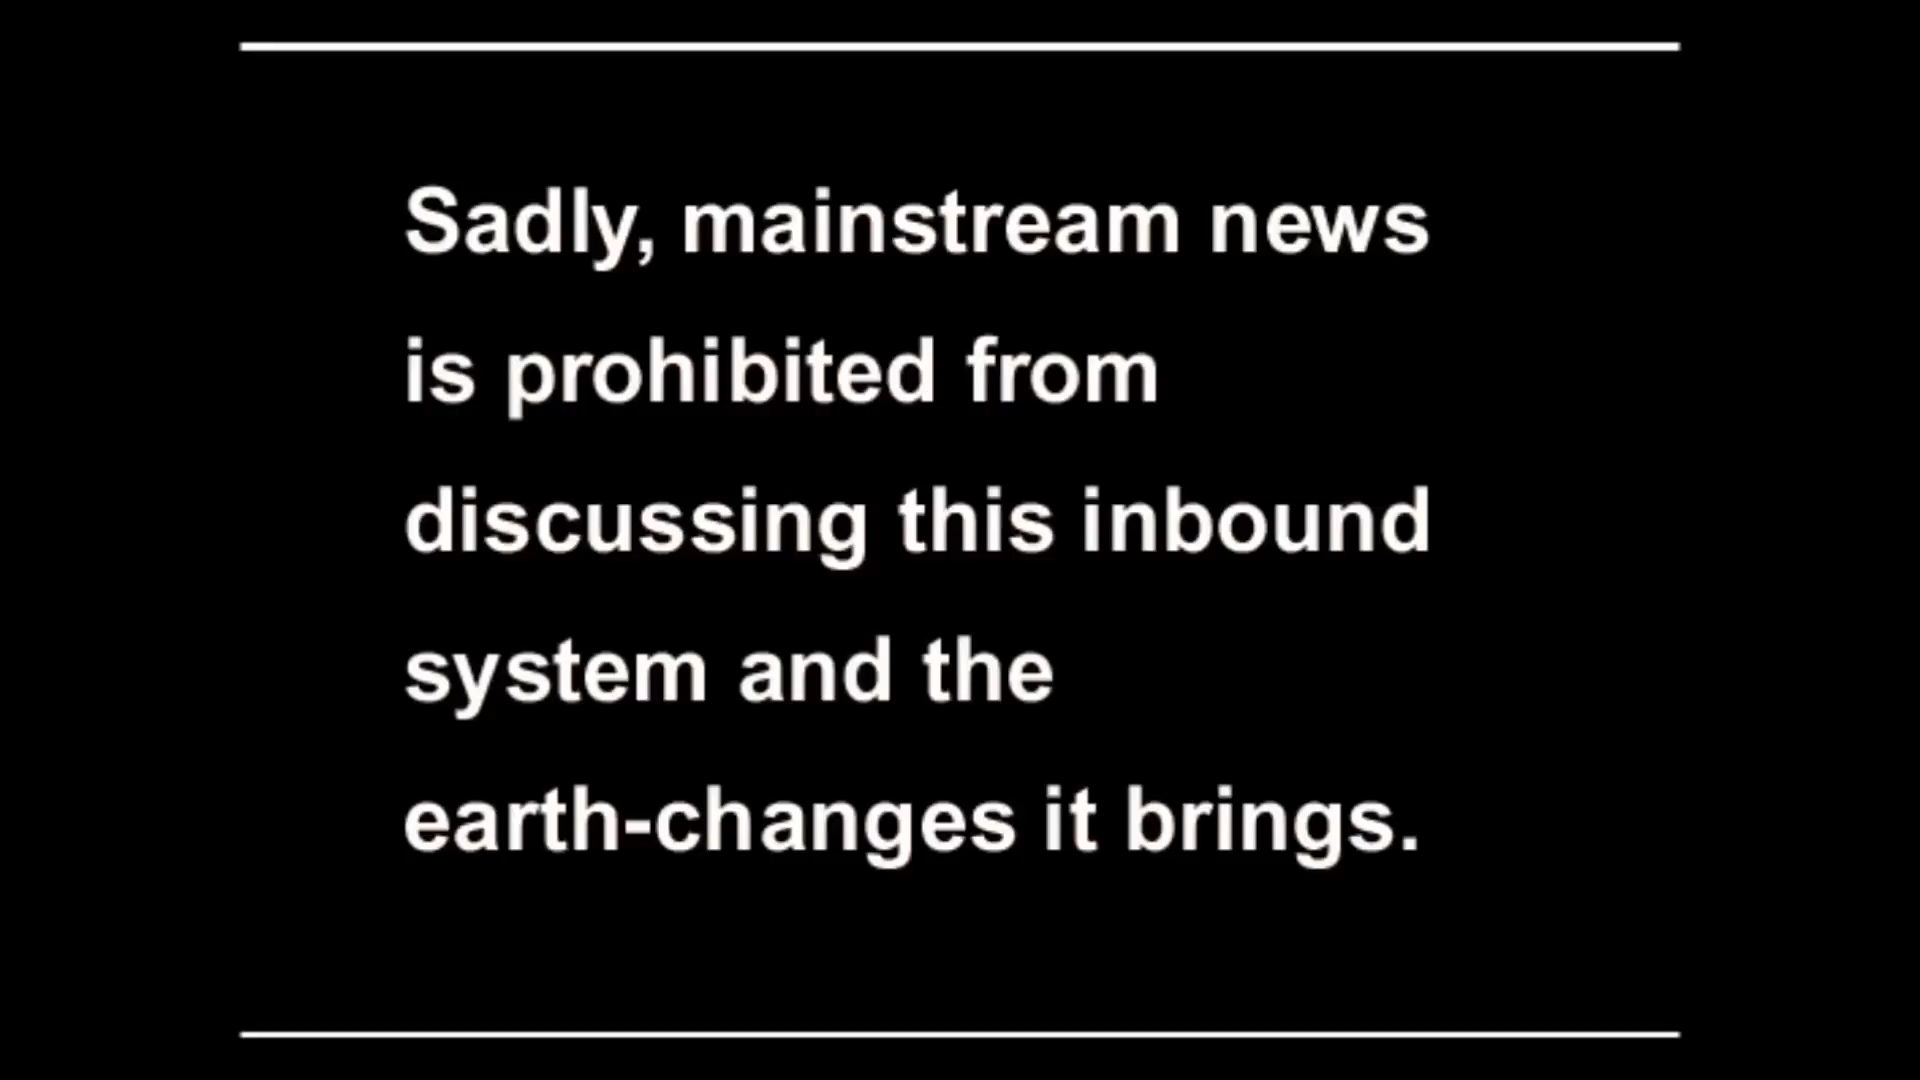 Sadly, mainstream news
is prohibited from
discussing this inbound
system and the
earth-changes it brings.